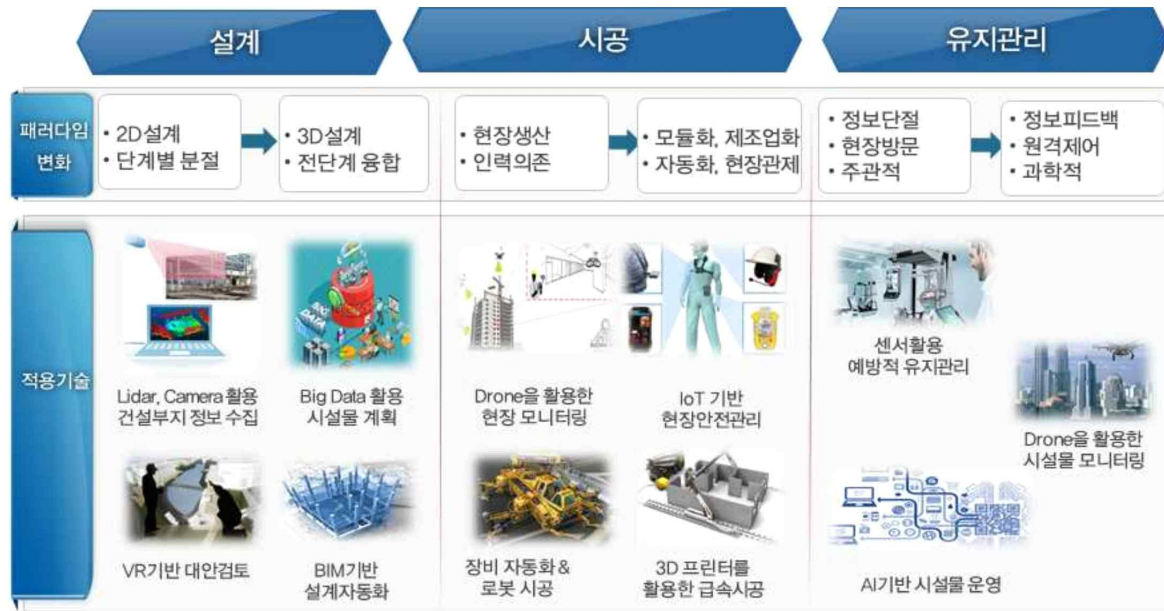 설계
시공
유지관리
패러다임
변화
• 2D설계
• 단계별 분절
• 3D설계
• 전단계 융합
• 현장생산
• 인력의존
• 모듈화, 제조업화
• 자동화, 현장관제
• 정보단절
• 현장방문
• 주관적
• 정보피드백
• 원격제어
• 과학적
적용기술
BIG
DATA
Lidar, Camera 활용
건설부지 정보 수집
Big Data 활용
시설물 계획
Drone을 활용한
현장 모니터링
IoT 기반
현장안전관리
센서활용
예방적 유지관리
Drone을 활용한
시설물 모니터링
VR기반 대안검토
BIM기반
설계자동화
장비 자동화 &
로봇 시공
3D 프린터를
활용한 급속시공
AI기반 시설물 운영